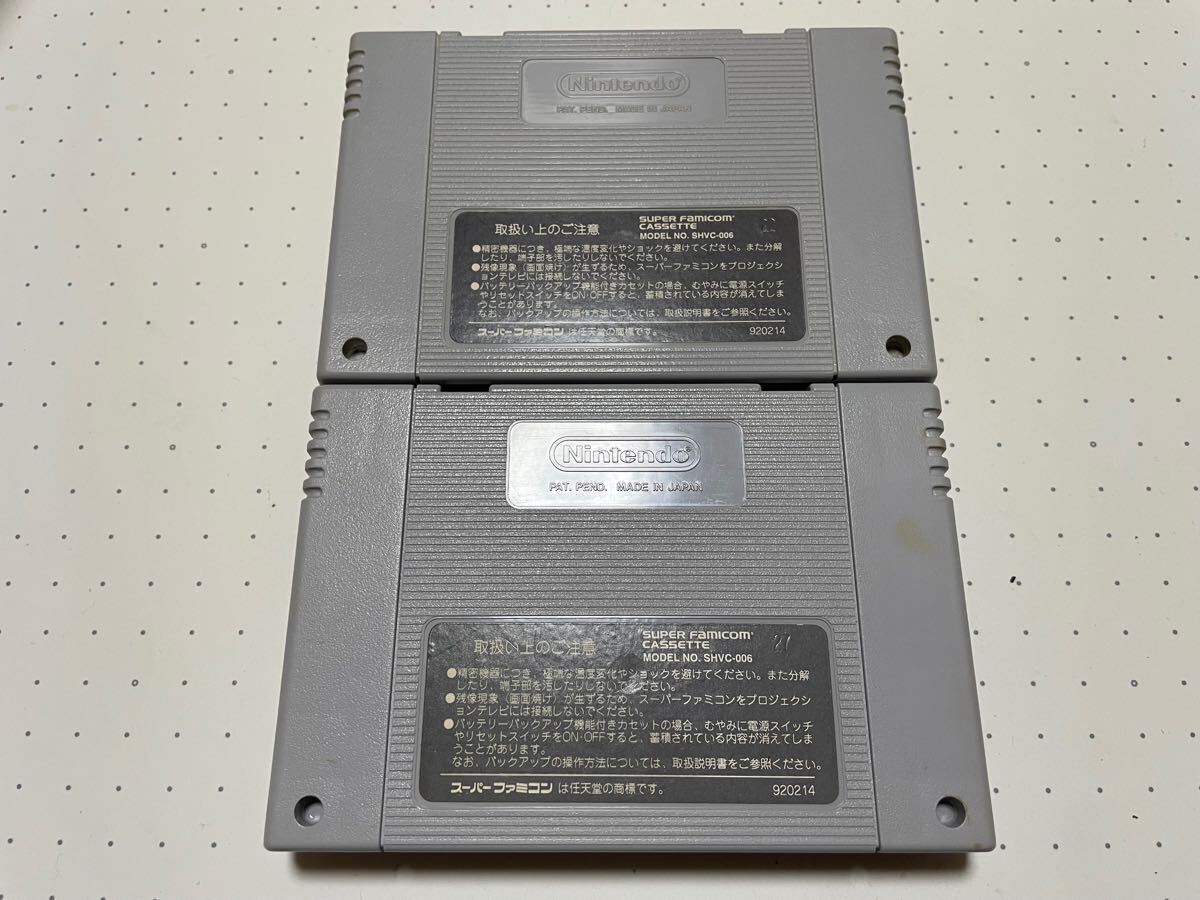 Nintendo®
PAT. PEND. MADE IN JAPAN
取扱い上のご注意
SUPER FAMICOM
CASSETTE
MODEL NO. SHVC-006
22
●精密機器につき、極端な温度変化やショックを避けてください。また分解
したり、端子部を汚したりしないでください。
●残像現象(画面焼け)が生ずるため、スーパーファミコンをプロジェクシ
ョンテレビには接続しないでください。
●バッテリーバックアップ機能付きカセットの場合、むやみに電源スイッチ
やリセットスイッチをON・OFFすると、蓄積されている内容が消えてしま
うことがあります。
なお、バックアップの操作方法については、取扱説明書をご参照ください。
スーパーファミコンは任天堂の商標です。
920214
Nintendo®
PAT. PEND. MADE IN JAPAN
取扱い上のご注意
SUPER FAMICOM
CASSETTE
MODEL NO. SHVC-006
21
●精密機器につき、極端な温度変化やショックを避けてください。また分解
したり、端子部を汚したりしないでください。
●残像現象(画面焼け)が生ずるため、スーパーファミコンをプロジェクシ
ョンテレビには接続しないでください。
●バッテリーバックアップ機能付きカセットの場合、むやみに電源スイッチ
やリセットスイッチをON・OFFすると、蓄積されている内容が消えてしま
うことがあります。
なお、バックアップの操作方法については、取扱説明書をご参照ください。
スーパーファミコンは任天堂の商標です。
920214